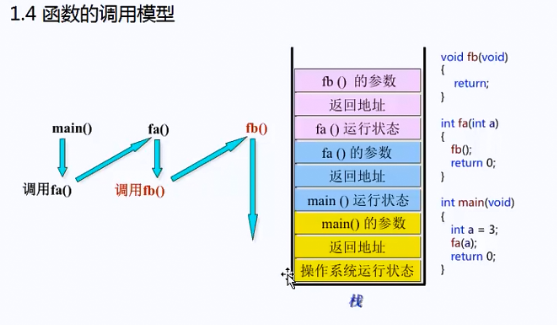 1.4 函数的调用模型
main()
调用fa()
fa()
调用fb()
fb()
fb () 的参数
返回地址
fa () 运行状态
fa () 的参数
返回地址
main () 运行状态
main() 的参数
返回地址
操作系统运行状态
栈
void fb(void)
{
return;
}
int fa(int a)
{
fb();
return 0;
}
int main(void)
{
int a = 3;
fa(a);
return 0;
}